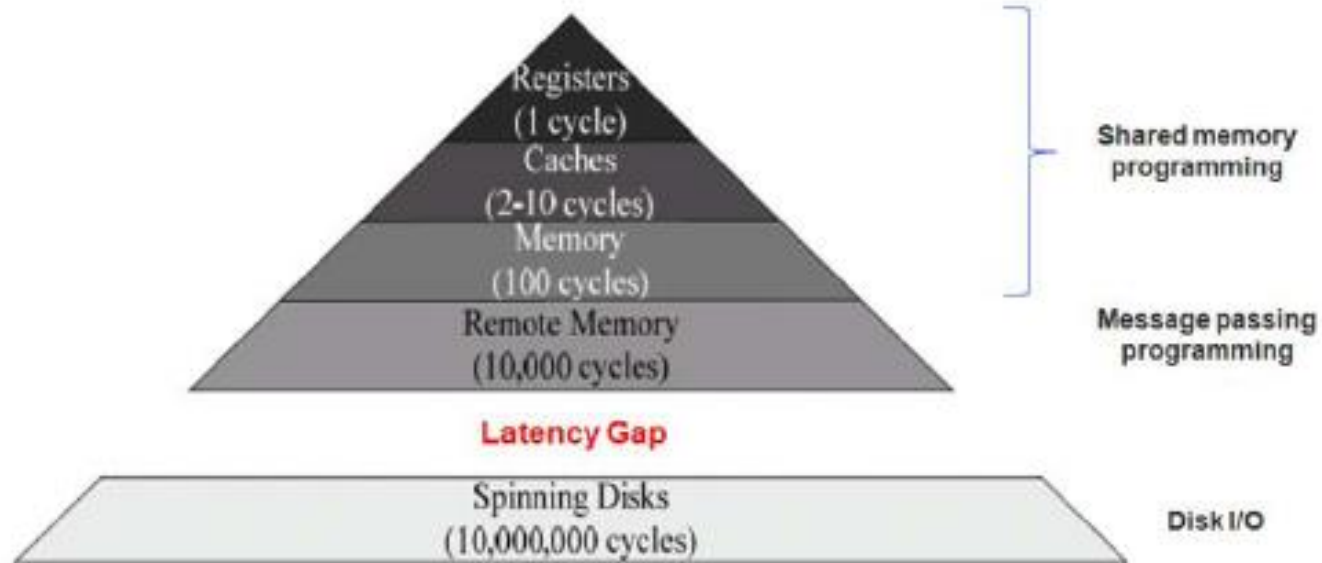 Registers
(1 cycle)
Caches
(2-10 cycles)
Memory
(100 cycles)
Remote Memory
(10,000 cycles)
Shared memory
programming
Message passing
programming
Latency Gap
Spinning Disks
(10,000,000 cycles)
Disk I/O